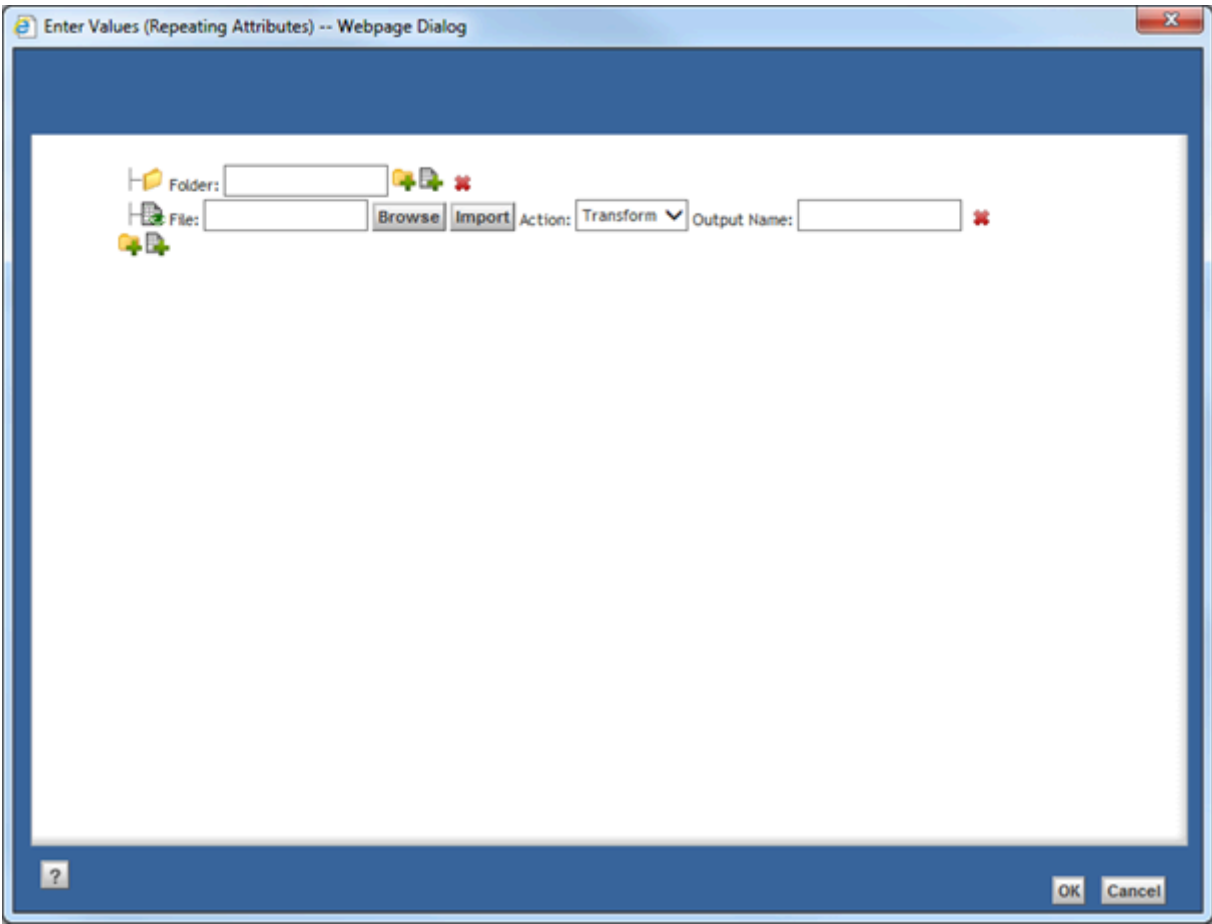 Enter Values (Repeating Attributes) -- Webpage Dialog
Folder:
File: Browse Import Action: Transform Output Name:
?
OK Cancel